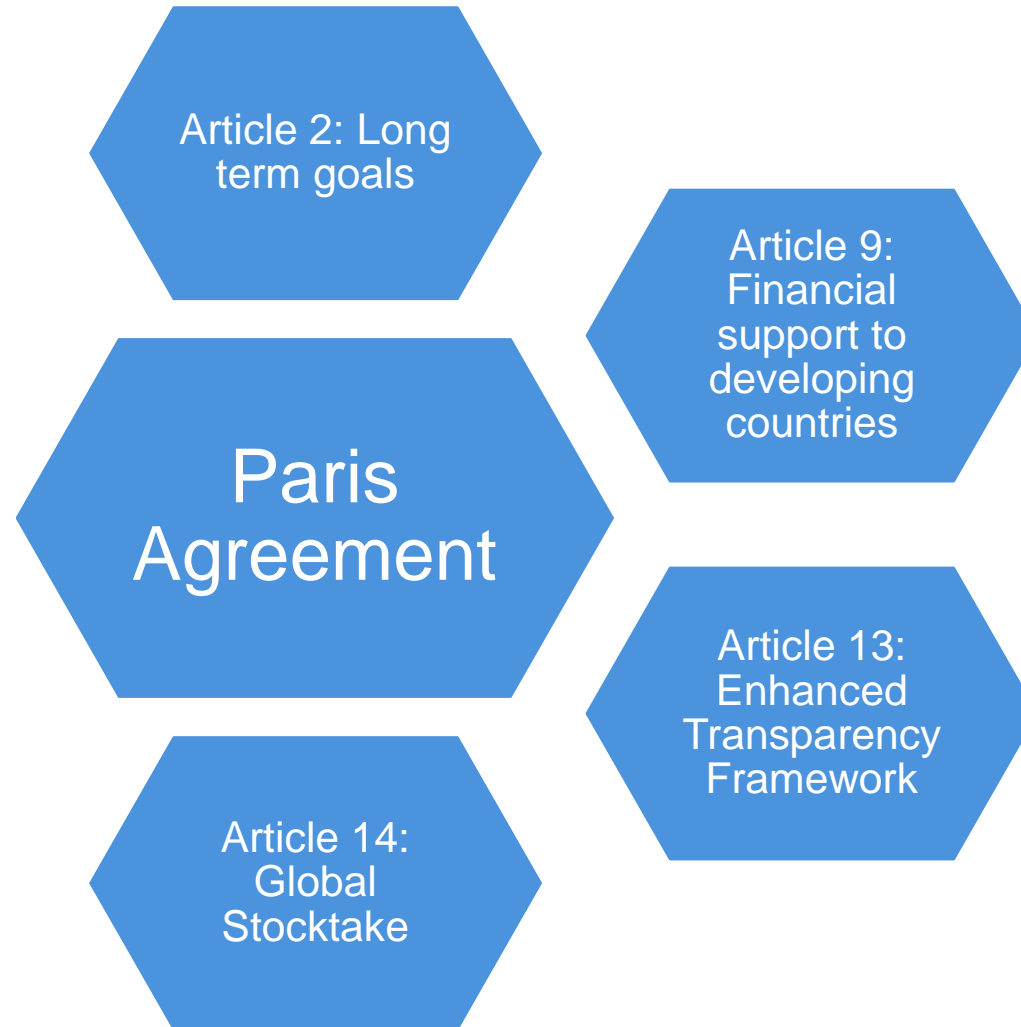 Article 2: Long
term goals
Article 9:
Financial
support to
developing
countries
Paris
Agreement
Article 13:
Enhanced
Transparency
Framework
Article 14:
Global
Stocktake